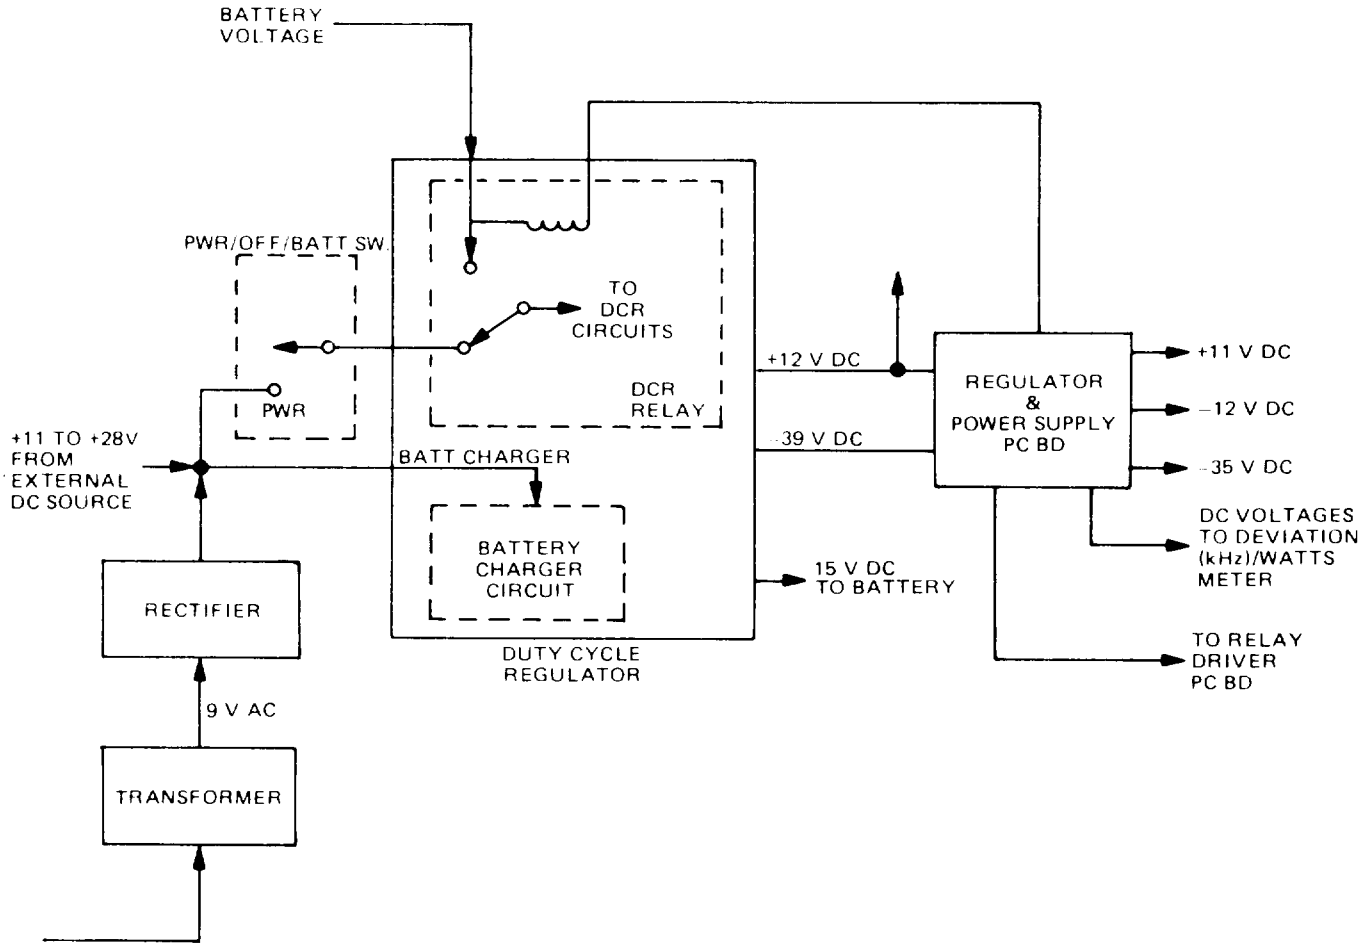 BATTERY
VOLTAGE
PWR/OFF/BATT SW.
TO
DCR
CIRCUITS
PWR
DCR
RELAY
+12 V DC
-39 V DC
REGULATOR
&
POWER SUPPLY
PC BD
+11 V DC
-12 V DC
-35 V DC
+11 TO +28V
FROM
EXTERNAL
DC SOURCE
BATT CHARGER
BATTERY
CHARGER
CIRCUIT
15 V DC
TO BATTERY
DC VOLTAGES
TO DEVIATION
(kHz)/WATTS
METER
RECTIFIER
DUTY CYCLE
REGULATOR
TO RELAY
DRIVER
PC BD
9 V AC
TRANSFORMER